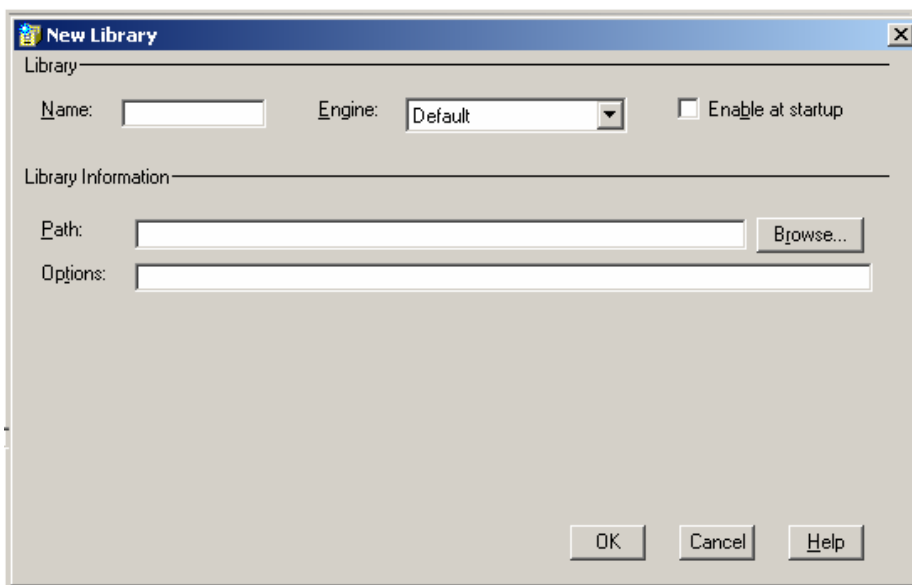 New Library
Library
Name: Engine: Default Enable at startup
Library Information
Path: Browse...
Options:
OK Cancel Help